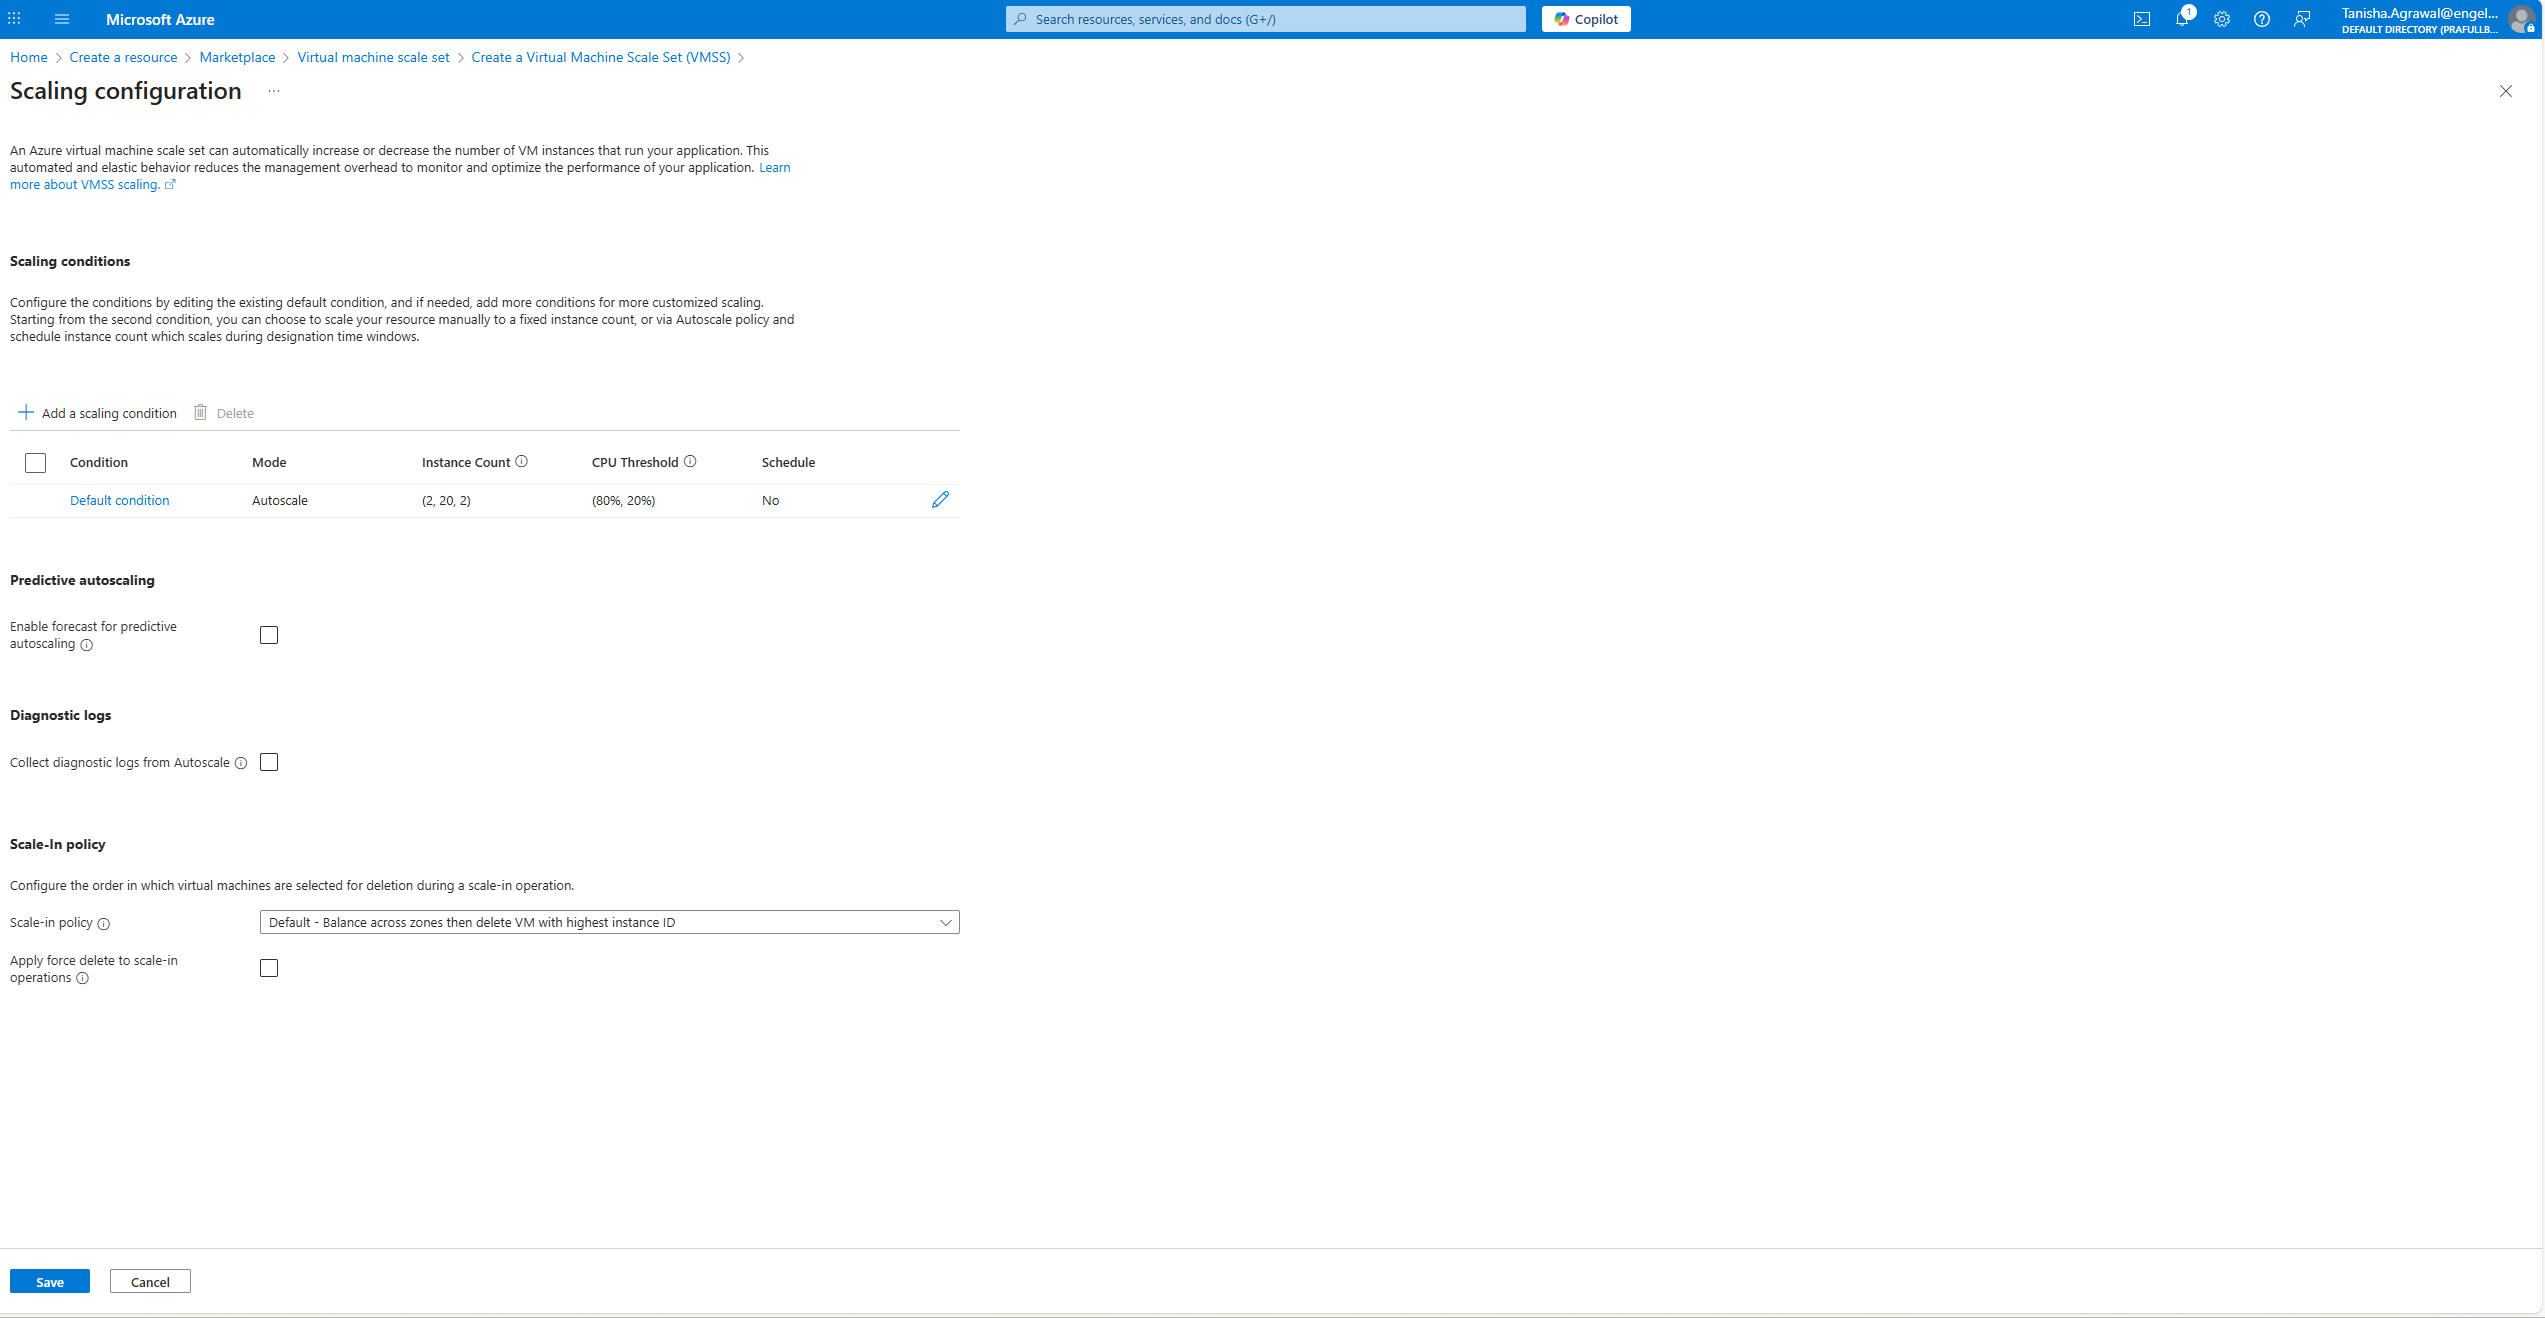 Microsoft Azure
Search resources, services, and docs (G+/)
Copilot
1
Tanisha.Agrawal@engel...
DEFAULT DIRECTORY (PRAFULLB...
Home > Create a resource > Marketplace > Virtual machine scale set > Create a Virtual Machine Scale Set (VMSS) >
Scaling configuration ...
An Azure virtual machine scale set can automatically increase or decrease the number of VM instances that run your application. This
automated and elastic behavior reduces the management overhead to monitor and optimize the performance of your application. Learn
more about VMSS scaling.
Scaling conditions
Configure the conditions by editing the existing default condition, and if needed, add more conditions for more customized scaling.
Starting from the second condition, you can choose to scale your resource manually to a fixed instance count, or via Autoscale policy and
schedule instance count which scales during designation time windows.
Add a scaling condition Delete
Condition Mode Instance Count CPU Threshold Schedule
Default condition Autoscale (2, 20, 2) (80%, 20%) No
Predictive autoscaling
Enable forecast for predictive
autoscaling
Diagnostic logs
Collect diagnostic logs from Autoscale
Scale-In policy
Configure the order in which virtual machines are selected for deletion during a scale-in operation.
Scale-in policy Default - Balance across zones then delete VM with highest instance ID
Apply force delete to scale-in
operations
Save Cancel